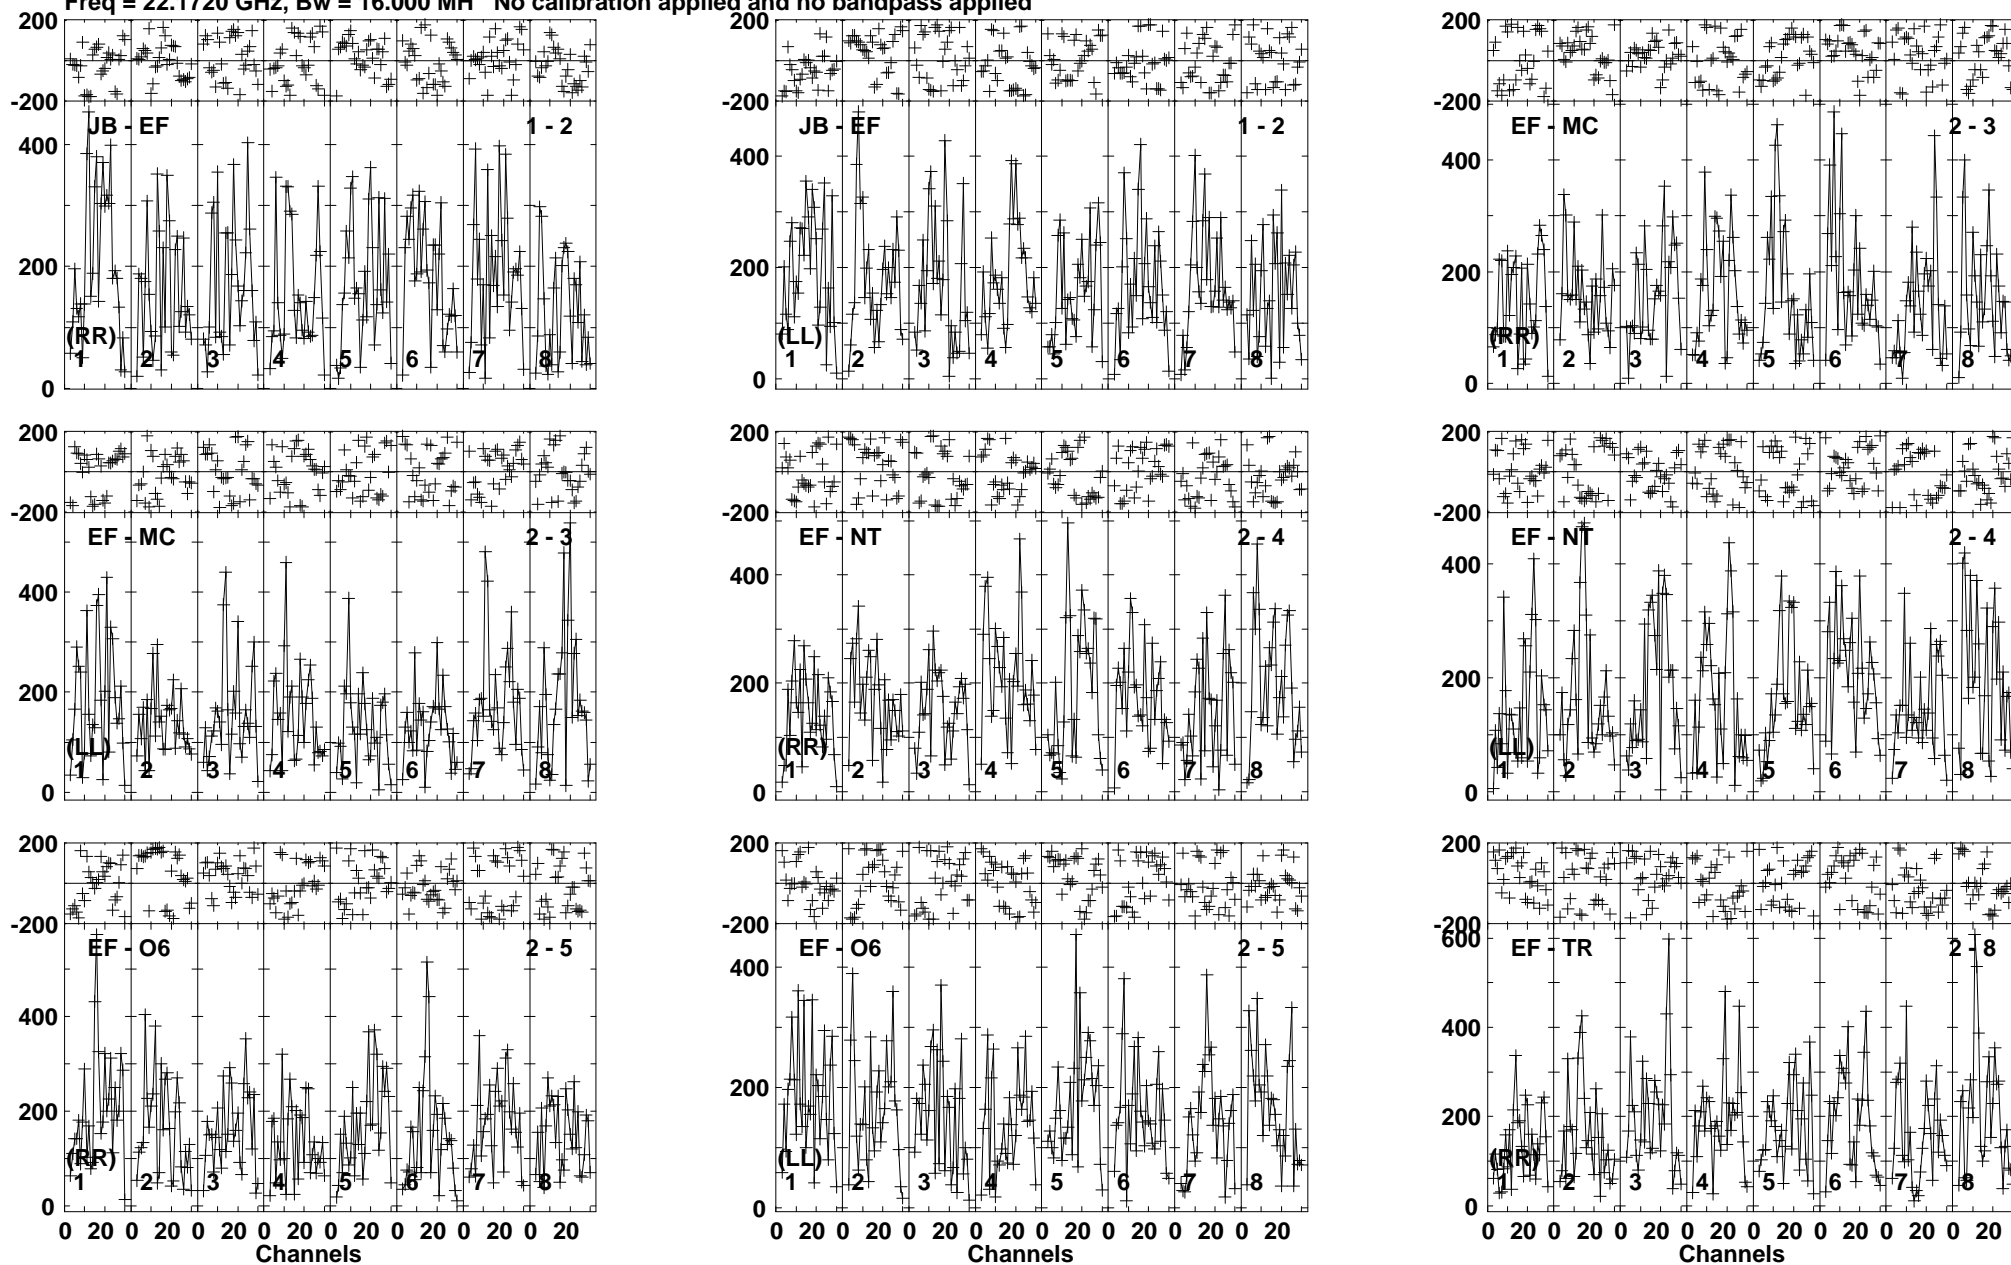 Freq = 22.1720 GHz, Bw = 16.000 MH No calibration applied and no bandpass applied
200 200 200
-200 -200 -200
JB - EF 1 - 2 JB - EF 1 - 2 EF - MC 2 - 3
400 400 400
200 200 200
(RR) (LL) (RR)
1 2 3 4 5 6 7 8 1 2 3 4 5 6 7 8 1 2 3 4 5 6 7 8
0 0 0
200 200 200
-200 -200 -200
EF - MC 2 - 3 EF - NT 2 - 4 EF - NT 2 - 4
400 400 400
200 200 200
(LL) (RR) (LL)
1 2 3 4 5 6 7 8 1 2 3 4 5 6 7 8 1 2 3 4 5 6 7 8
0 0 0
200 200 200
-200 -200 -200
600
EF - O6 2 - 5 EF - O6 2 - 5 EF - TR 2 - 8
400 400 400
200 200 200
(RR) (LL) (RR)
1 2 3 4 5 6 7 8 1 2 3 4 5 6 7 8 1 2 3 4 5 6 7 8
0 0 0
0 20 0 20 0 20 0 20 0 20 0 20 0 20 0 20 0 20 0 20 0 20 0 20 0 20 0 20 0 20 0 20 0 20 0 20 0 20 0 20 0 20 0 20 0 20 0 20
Channels Channels Channels